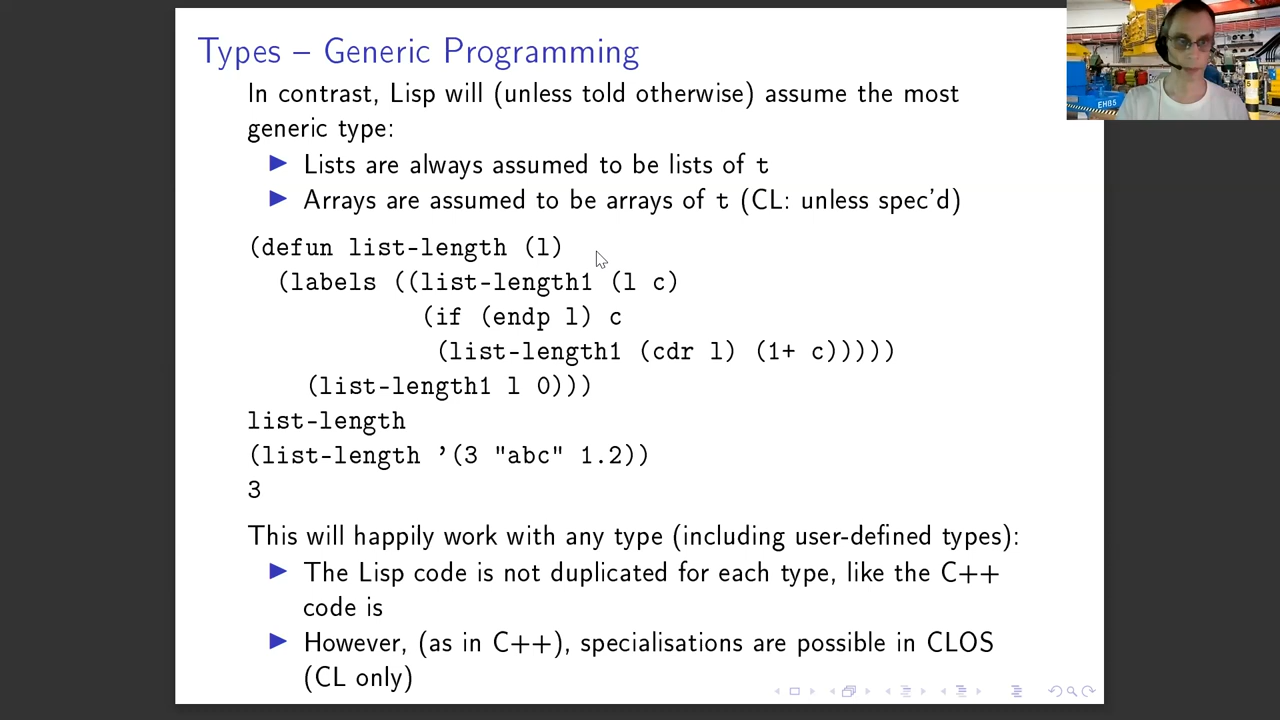 Types – Generic Programming
In contrast, Lisp will (unless told otherwise) assume the most
generic type:
Lists are always assumed to be lists of t
Arrays are assumed to be arrays of t (CL: unless spec'd)
(defun list-length (l)
(labels ((list-length1 (l c)
(if (endp l) c
(list-length1 (cdr l) (1+ c)))))
(list-length1 l 0)))
list-length
(list-length '(3 "abc" 1.2))
3
This will happily work with any type (including user-defined types):
The Lisp code is not duplicated for each type, like the C++
code is
However, (as in C++), specialisations are possible in CLOS
(CL only)
EHB5